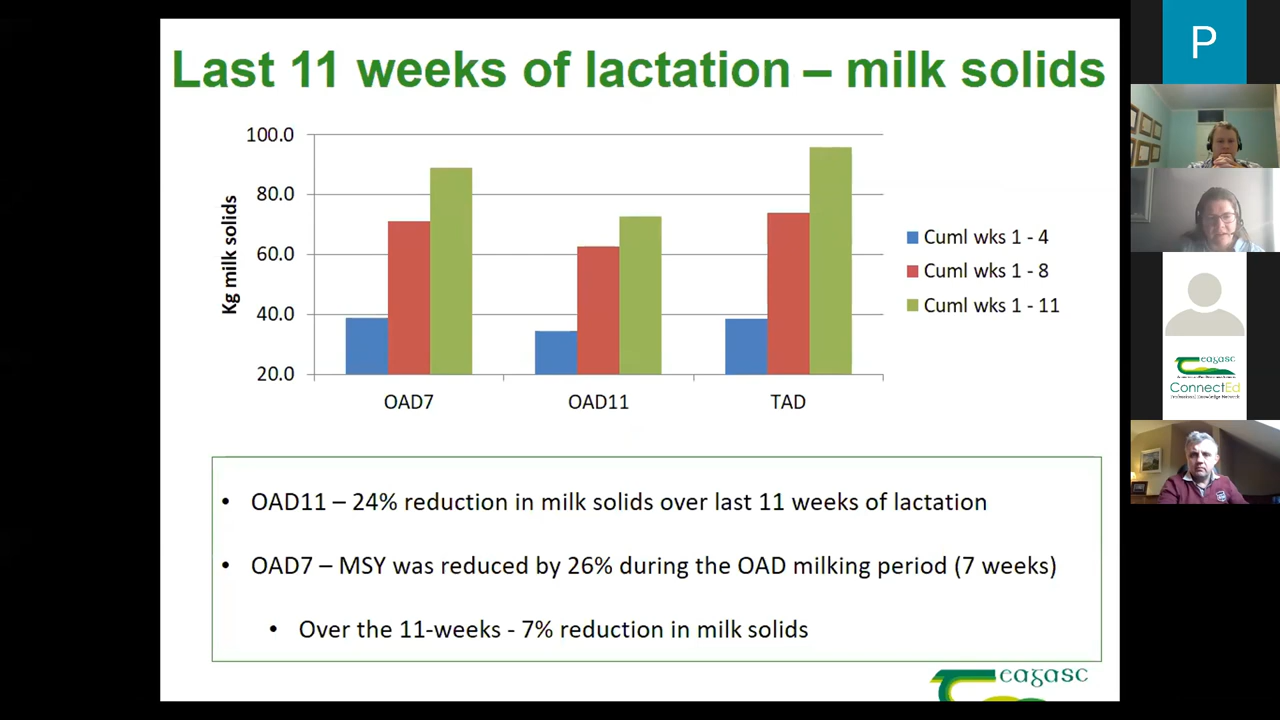 Last 11 weeks of lactation – milk solids
100.0
80.0
60.0
40.0
20.0
Kg milk solids
OAD7
OAD11
TAD
Cuml wks 1 - 4
Cuml wks 1 - 8
Cuml wks 1 - 11
• OAD11 – 24% reduction in milk solids over last 11 weeks of lactation
• OAD7 – MSY was reduced by 26% during the OAD milking period (7 weeks)
• Over the 11-weeks - 7% reduction in milk solids
eagasc
P
eagasc
ConnectEd